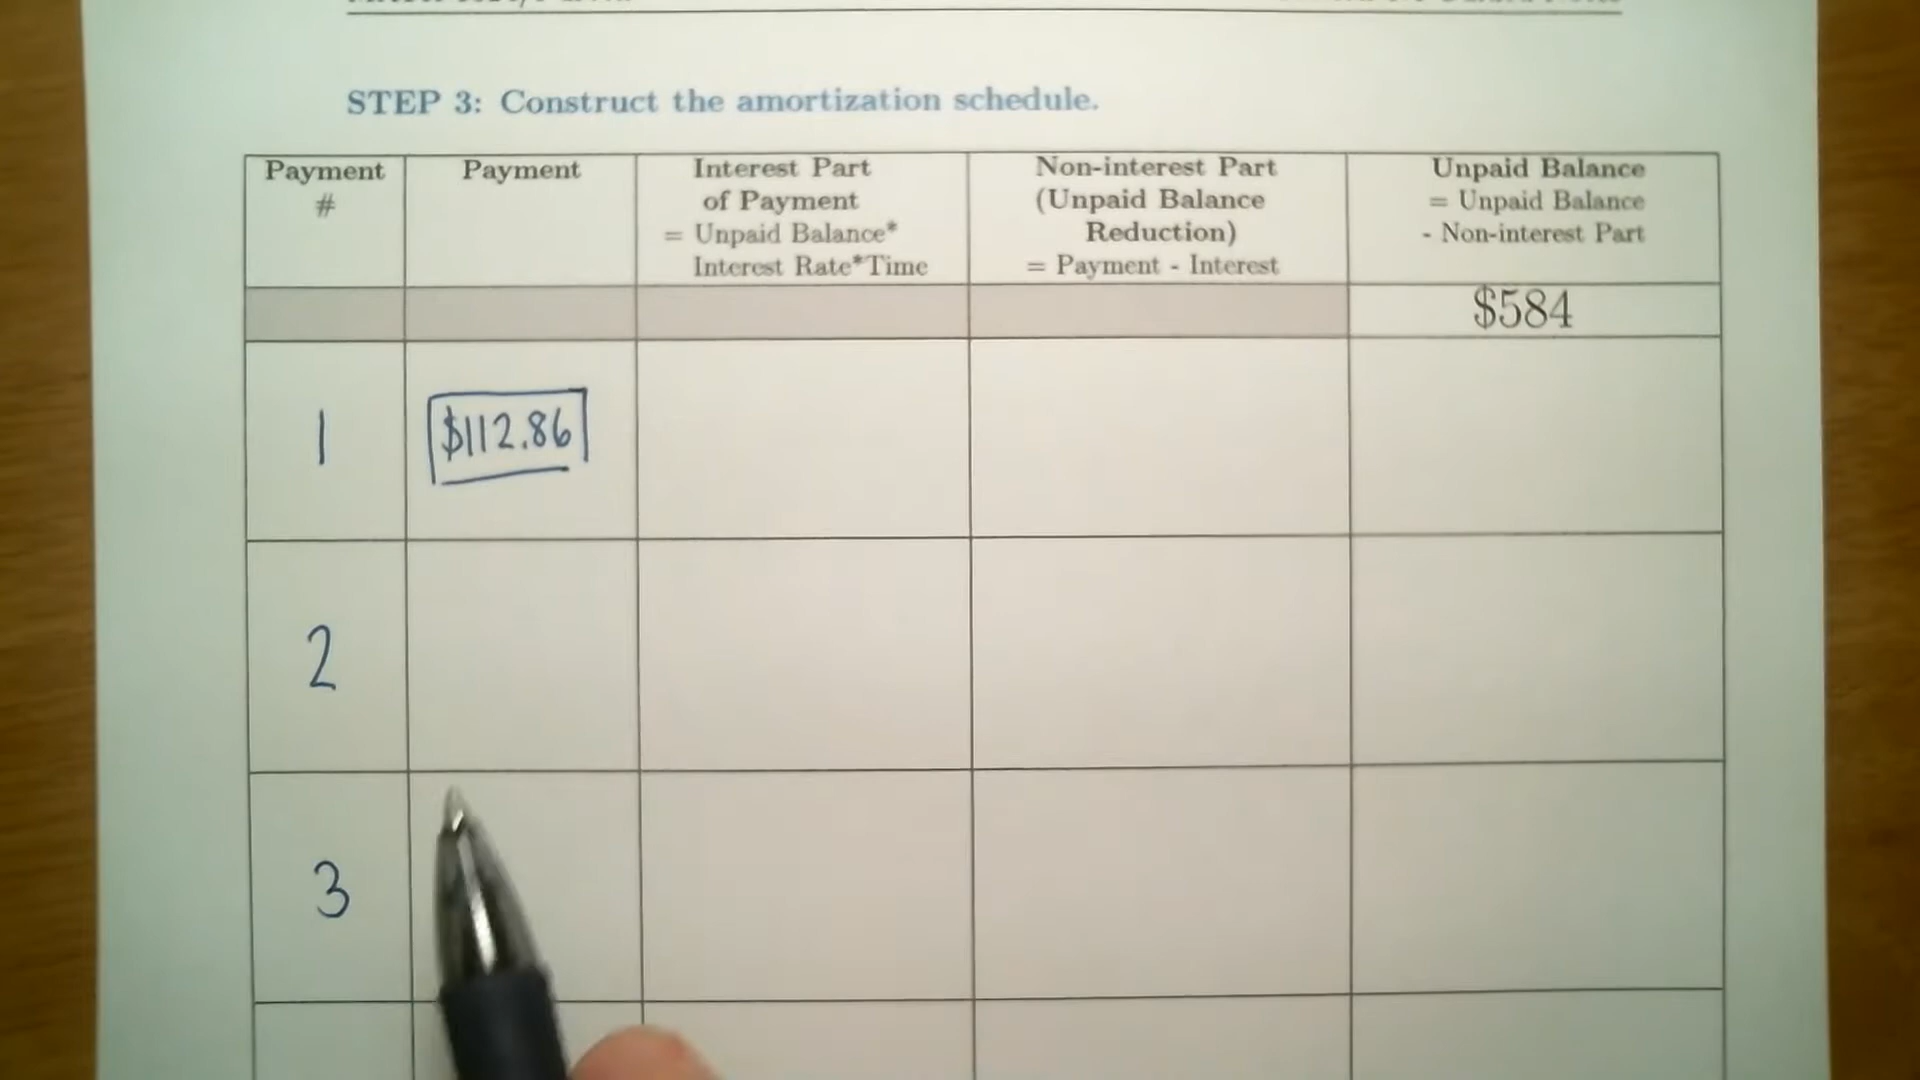 STEP 3: Construct the amortization schedule.
Payment
#
Payment
Interest Part
of Payment
= Unpaid Balance*
Interest Rate*Time
Non-interest Part
(Unpaid Balance
Reduction)
= Payment - Interest
Unpaid Balance
= Unpaid Balance
- Non-interest Part
$584
1
$112.86
2
3